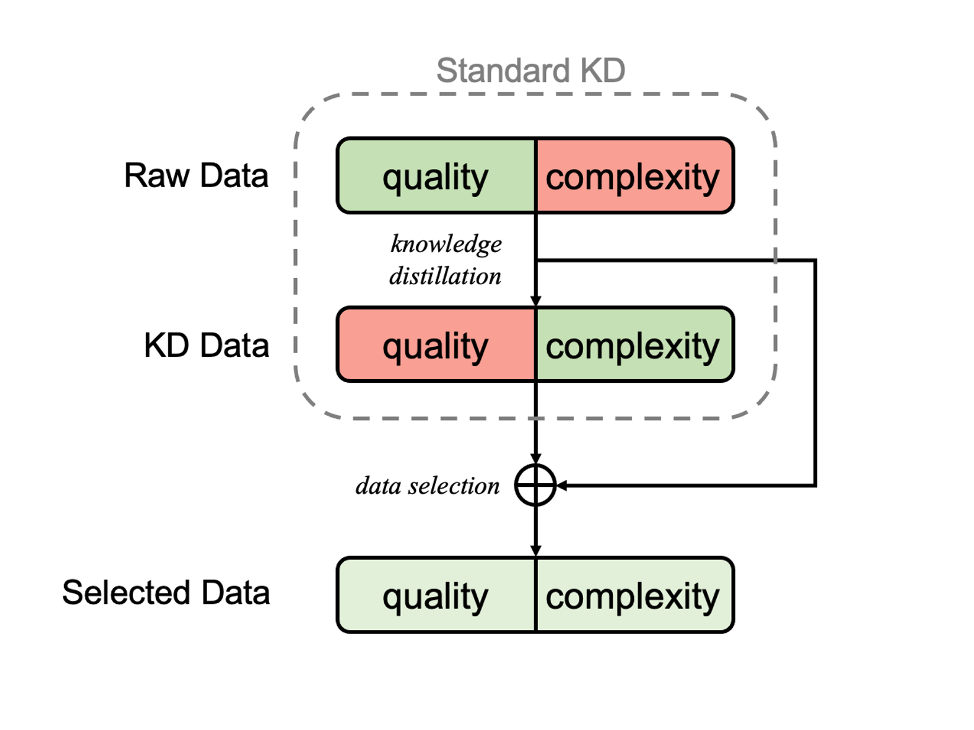 Standard KD
Raw Data
quality
complexity
knowledge
distillation
KD Data
quality
complexity
data selection
Selected Data
quality
complexity